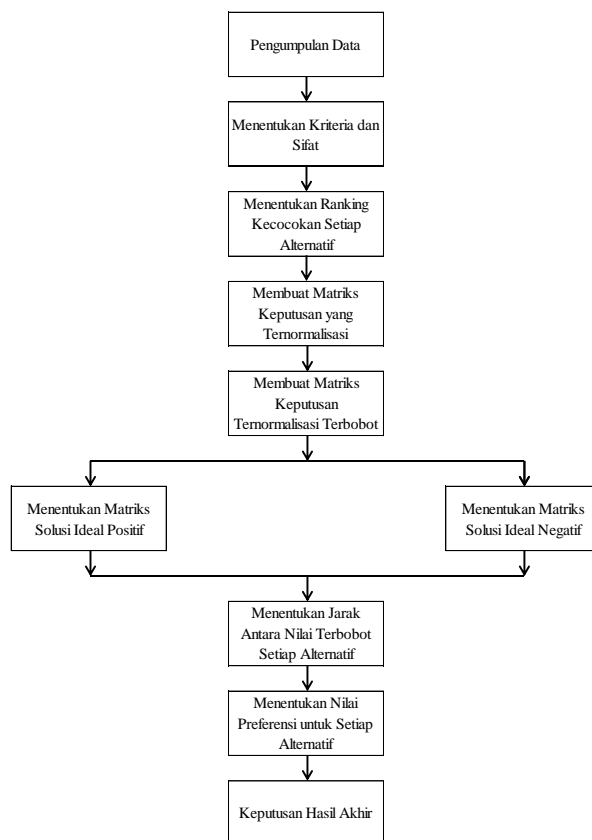 Pengumpulan Data
Menentukan Kriteria dan
Sifat
Menentukan Ranking
Kecocokan Setiap
Alternatif
Membuat Matriks
Keputusan yang
Ternormalisasi
Membuat Matriks
Keputusan
Ternormalisasi Terbobot
Menentukan Matriks
Solusi Ideal Positif
Menentukan Matriks
Solusi Ideal Negatif
Menentukan Jarak
Antara Nilai Terbobot
Setiap Alternatif
Menentukan Nilai
Preferensi untuk Setiap
Alternatif
Keputusan Hasil Akhir